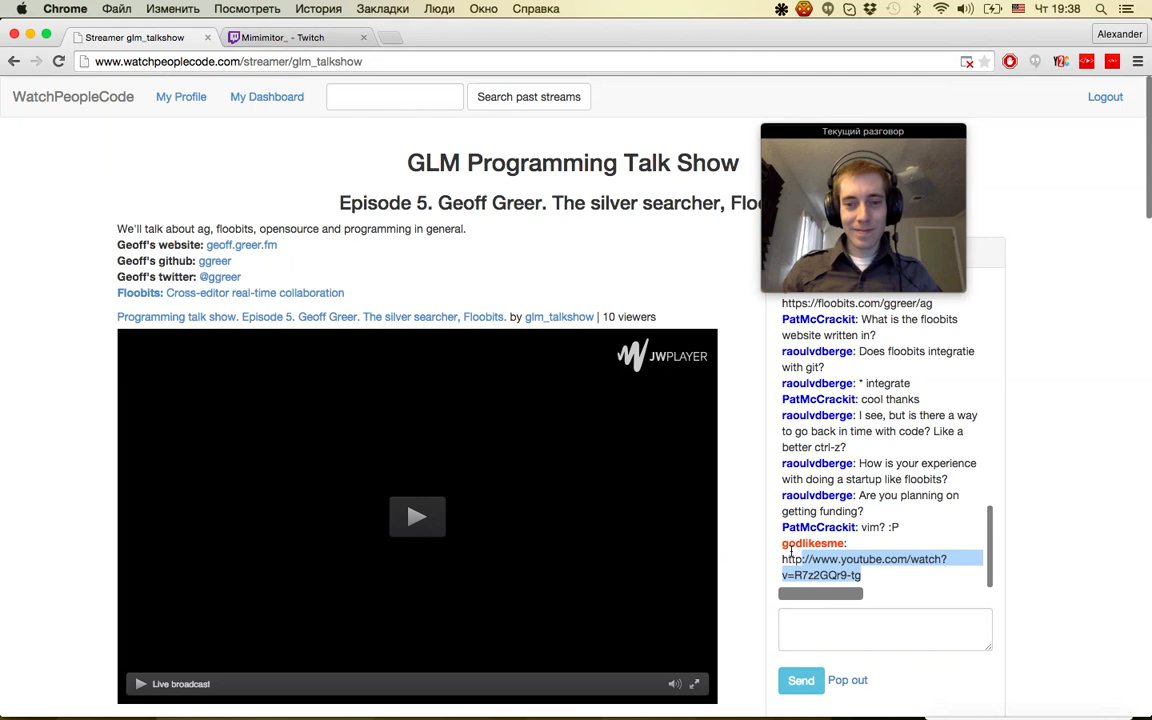 Chrome Файл Изменить Посмотреть История Закладки Люди Окно Справка Чт 19:38
Streamer glm_talkshow Mimimitor_ - Twitch Alexander
www.watchpeoplecode.com/streamer/glm_talkshow
WatchPeopleCode My Profile My Dashboard Search past streams Logout
Текущий разговор
GLM Programming Talk Show
Episode 5. Geoff Greer. The silver searcher, Floo
We'll talk about ag, floobits, opensource and programming in general.
Geoff's website: geoff.greer.fm
Geoff's github: ggreer
Geoff's twitter: @ggreer
Floobits: Cross-editor real-time collaboration
Programming talk show. Episode 5. Geoff Greer. The silver searcher, Floobits. by glm_talkshow | 10 viewers
JWPLAYER
Live broadcast
https://floobits.com/ggreer/ag
PatMcCrackit: What is the floobits
website written in?
raoulvdberge: Does floobits integratie
with git?
raoulvdberge: * integrate
PatMcCrackit: cool thanks
raoulvdberge: I see, but is there a way
to go back in time with code? Like a
better ctrl-z?
raoulvdberge: How is your experience
with doing a startup like floobits?
raoulvdberge: Are you planning on
getting funding?
PatMcCrackit: vim? :P
godlikesme:
http://www.youtube.com/watch?
v=R7z2GQr9-tg
Send Pop out